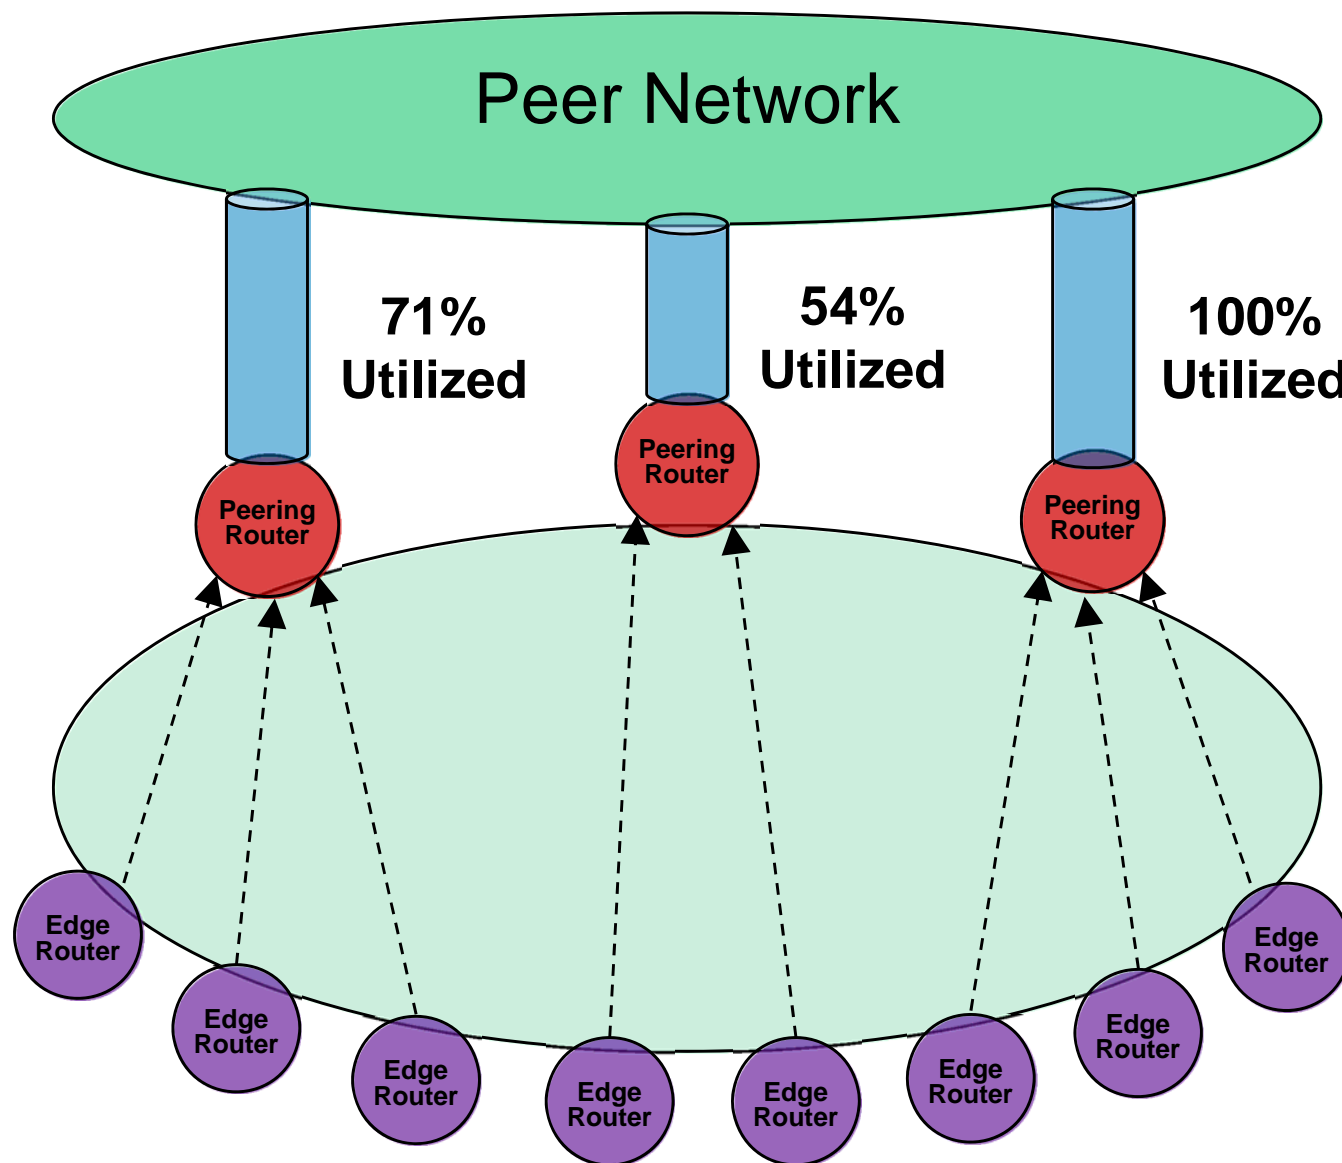 Peer Network
71%
Utilized
54%
Utilized
100%
Utilized
Peering
Router
Peering
Router
Peering
Router
Edge
Router
Edge
Router
Edge
Router
Edge
Router
Edge
Router
Edge
Router
Edge
Router
Edge
Router